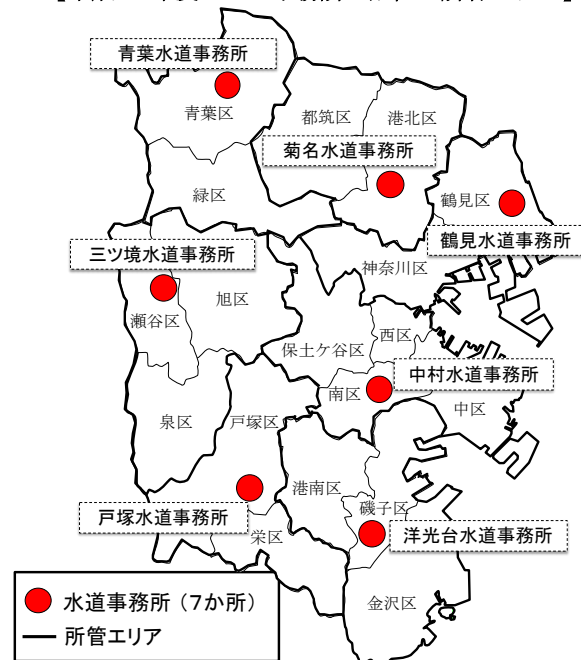 青葉水道事務所
青葉区
都筑区
港北区
菊名水道事務所
緑区
鶴見区
鶴見水道事務所
三ツ境水道事務所
神奈川区
旭区
瀬谷区
西区
保土ケ谷区
中村水道事務所
南区
中区
泉区
戸塚区
港南区
磯子区
戸塚水道事務所
栄区
洋光台水道事務所
金沢区
水道事務所（7か所）
所管エリア